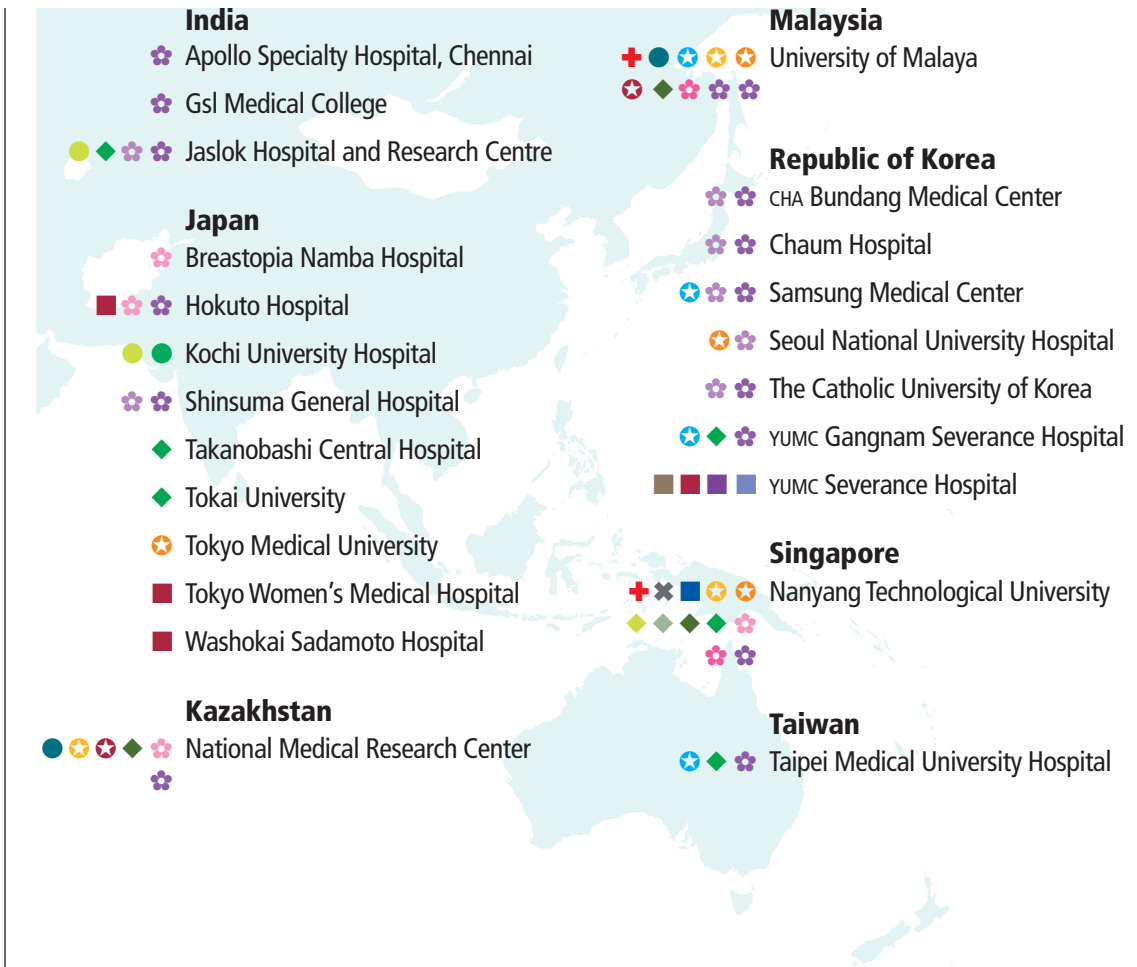 India
Apollo Specialty Hospital, Chennai
Gsl Medical College
Jaslok Hospital and Research Centre
Japan
Breastopia Namba Hospital
Hokuto Hospital
Kochi University Hospital
Shinsuma General Hospital
Takanobashi Central Hospital
Tokai University
Tokyo Medical University
Tokyo Women's Medical Hospital
Washokai Sadamoto Hospital
Kazakhstan
National Medical Research Center
Malaysia
University of Malaya
Republic of Korea
CHA Bundang Medical Center
Chaum Hospital
Samsung Medical Center
Seoul National University Hospital
The Catholic University of Korea
YUMC Gangnam Severance Hospital
YUMC Severance Hospital
Singapore
Nanyang Technological University
Taiwan
Taipei Medical University Hospital